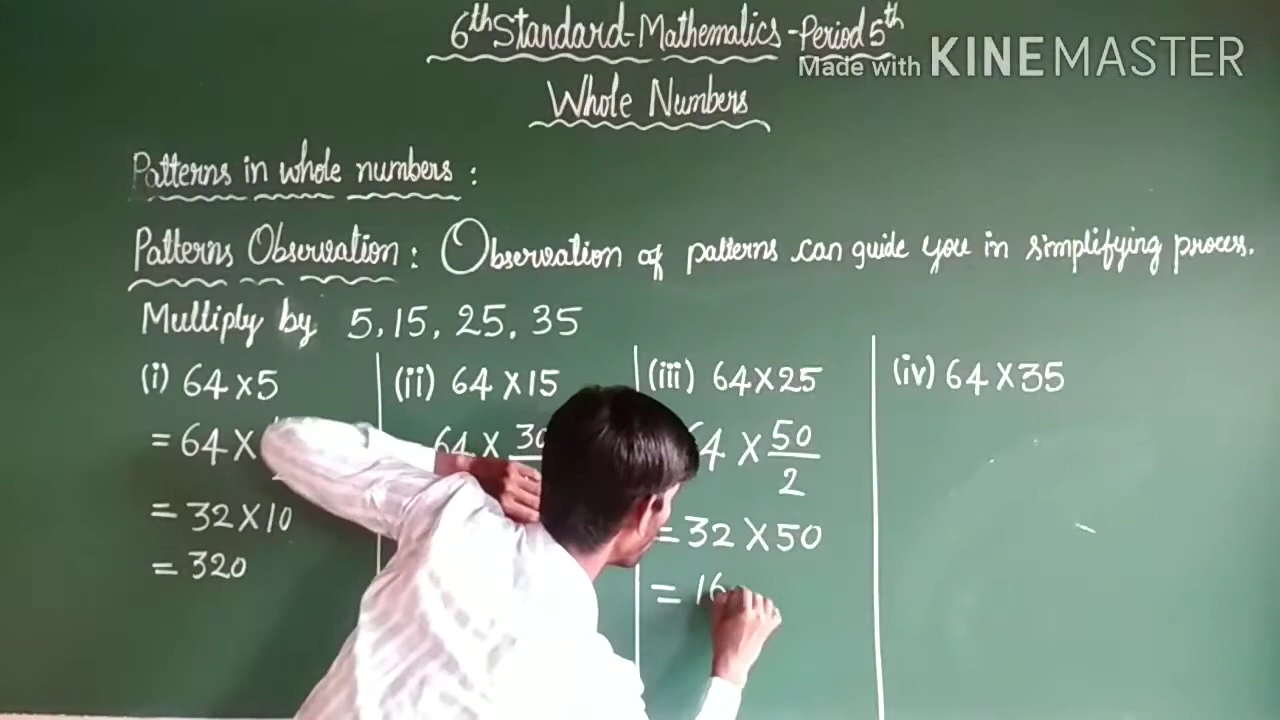 6th Standard-Mathematics-Period 5th
Made with KINEMASTER
Whole Numbers
Patterns in whole numbers :
Patterns Observation : Observation of patterns can guide you in simplifying process.
Multiply by 5, 15, 25, 35
(i) 64 x 5
= 64 x
= 32 x 10
= 320
(ii) 64 x 15
64 x 30
(iii) 64 x 25
4 x 50/2
= 32 x 50
= 16
(iv) 64 x 35